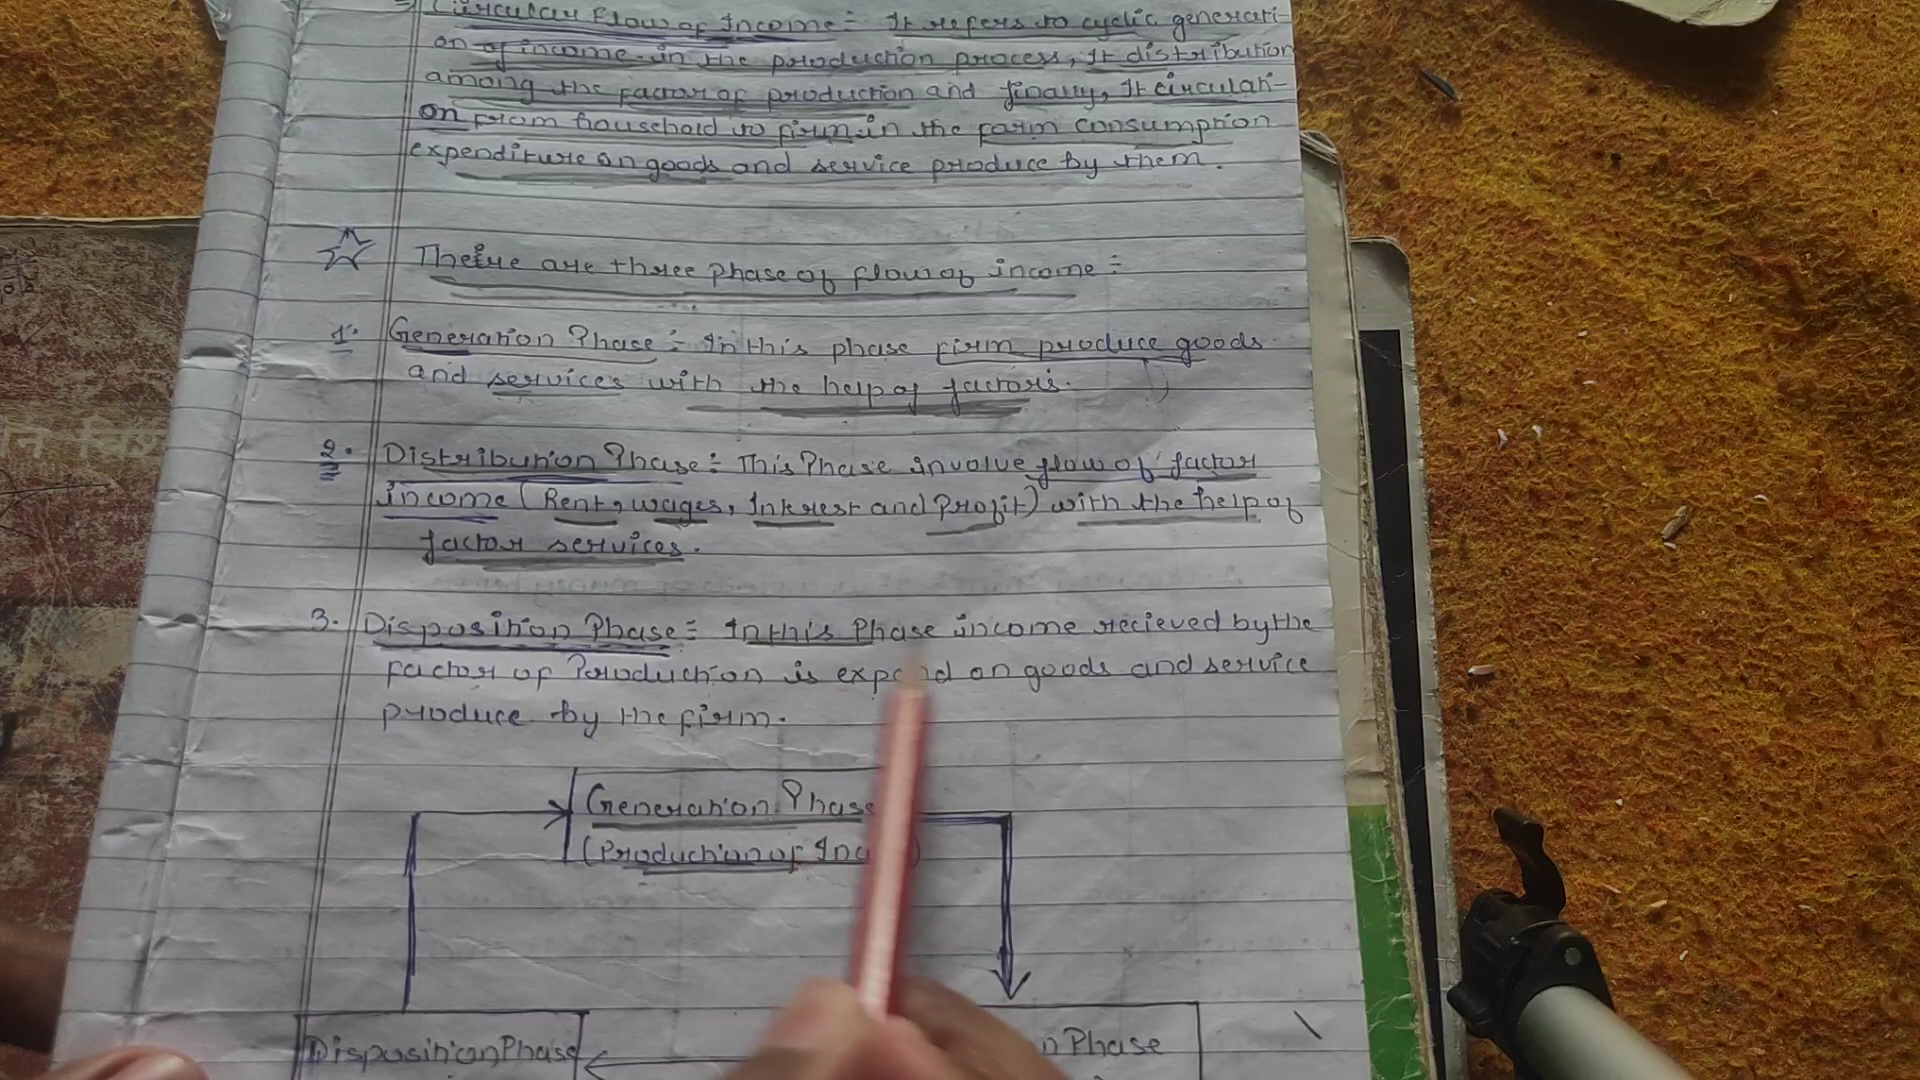 Circular Flow of Income:- It refers to cyclic generati-
on of income in the production process, It distribution
among the factor of production and finally, It circulati-
on from household to firm in the farm consumption
expenditure on goods and service produce by them.
There are three phase of flow of income:-
1. Generation Phase:- In this phase firm produce goods
and services with the help of factors.
2. Distribution Phase:- This Phase involve flow of factor
income (Rent, wages, Interest and Profit) with the help of
factor services.
3. Disposition Phase:- In this Phase income recieved by the
factor of Production is expend on goods and service
produce by the firm.
Generation Phase
(Production of
Disposition Phase
Phase